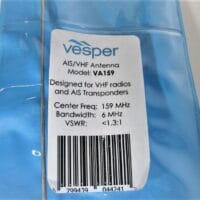 vesper
AIS/VHF Antenna
Model: VA159
Designed for VHF radios
and AIS Transponders
Center Freq: 159 MHz
Bandwidth: 6 MHz
VSWR: <1.3:1